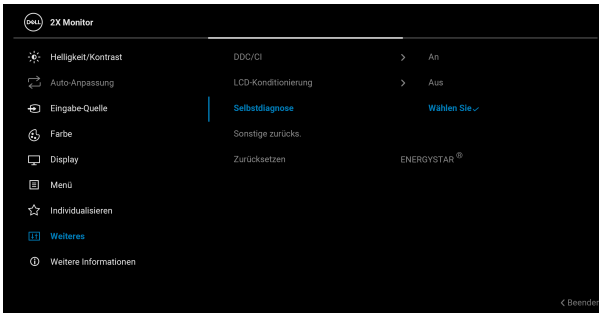 DELL 2X Monitor
Helligkeit/Kontrast DDC/CI > An
Auto-Anpassung LCD-Konditionierung > Aus
Eingabe-Quelle Selbstdiagnose Wählen Sie✓
Farbe Sonstige zurücks.
Display Zurücksetzen ENERGYSTAR ®
Menü
Individualisieren
Weiteres
Weitere Informationen
< Beenden